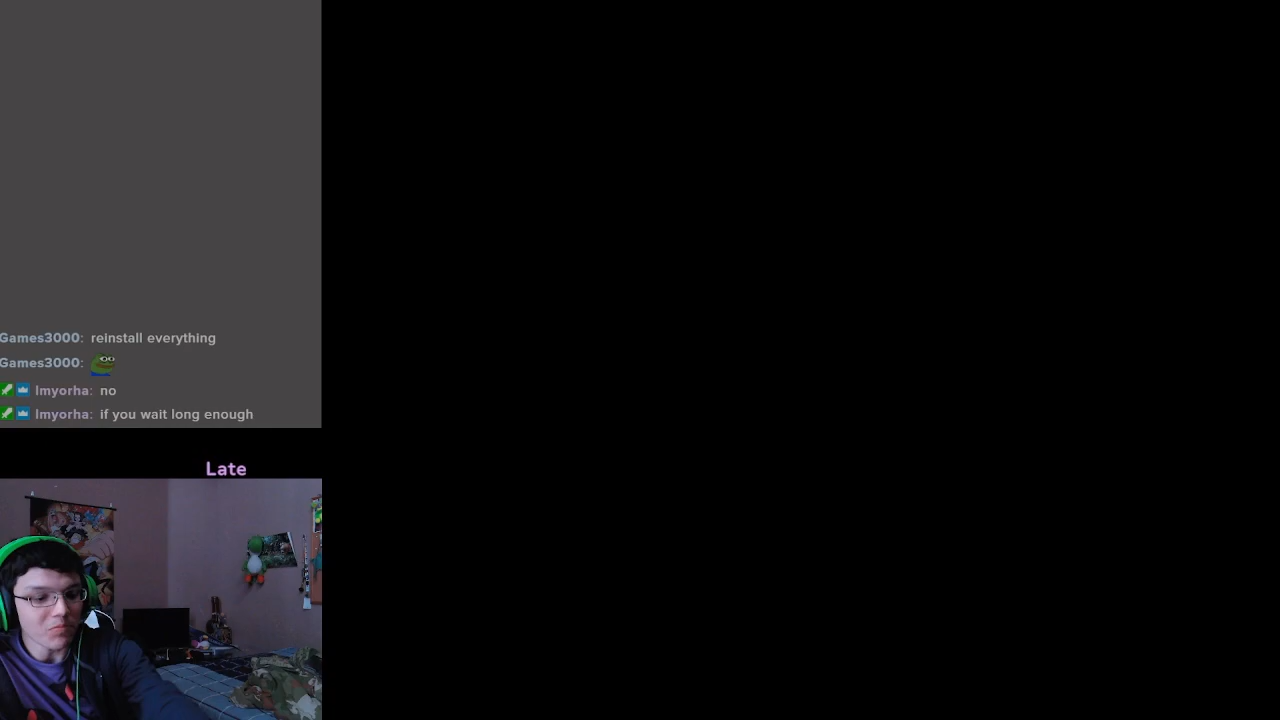 Games3000: reinstall everything
Games3000:
Imyorha: no
Imyorha: if you wait long enough
Late